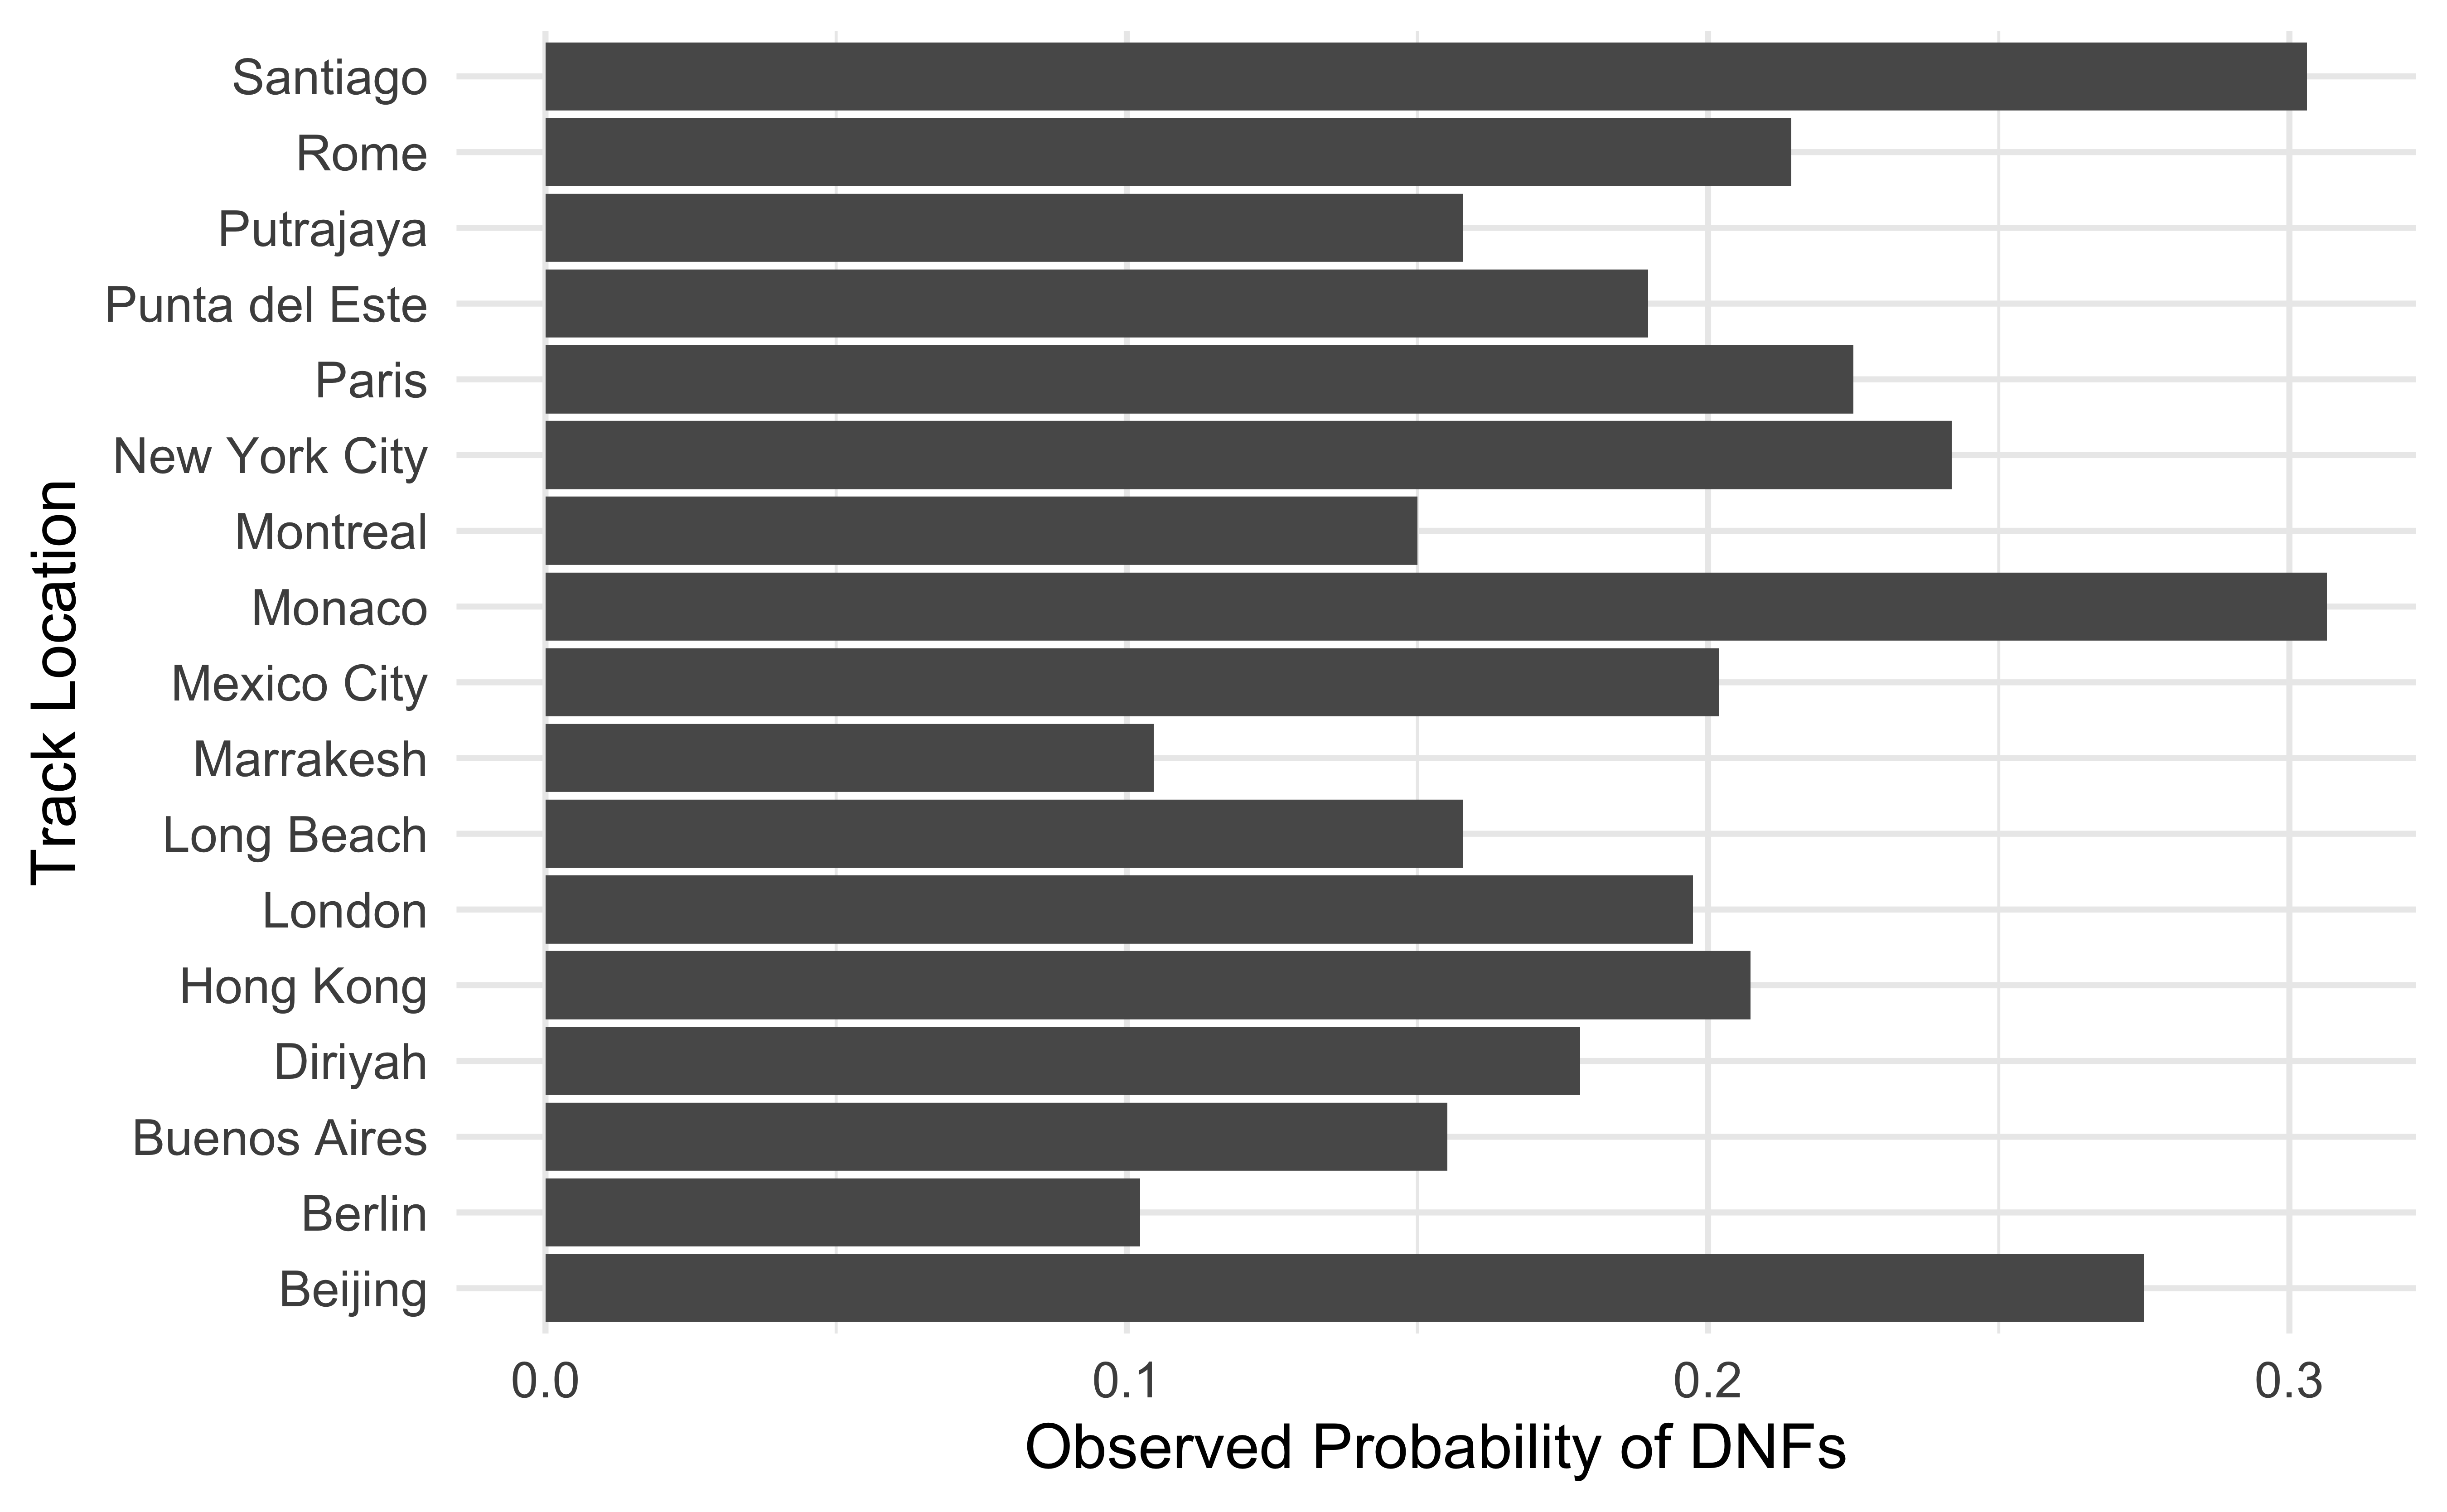 Santiago
Rome
Putrajaya
Punta del Este
Paris
New York City
Montreal
Monaco
Mexico City
Marrakesh
Long Beach
London
Hong Kong
Diriyah
Buenos Aires
Berlin
Beijing
Track Location
0.0 0.1 0.2 0.3
Observed Probability of DNFs